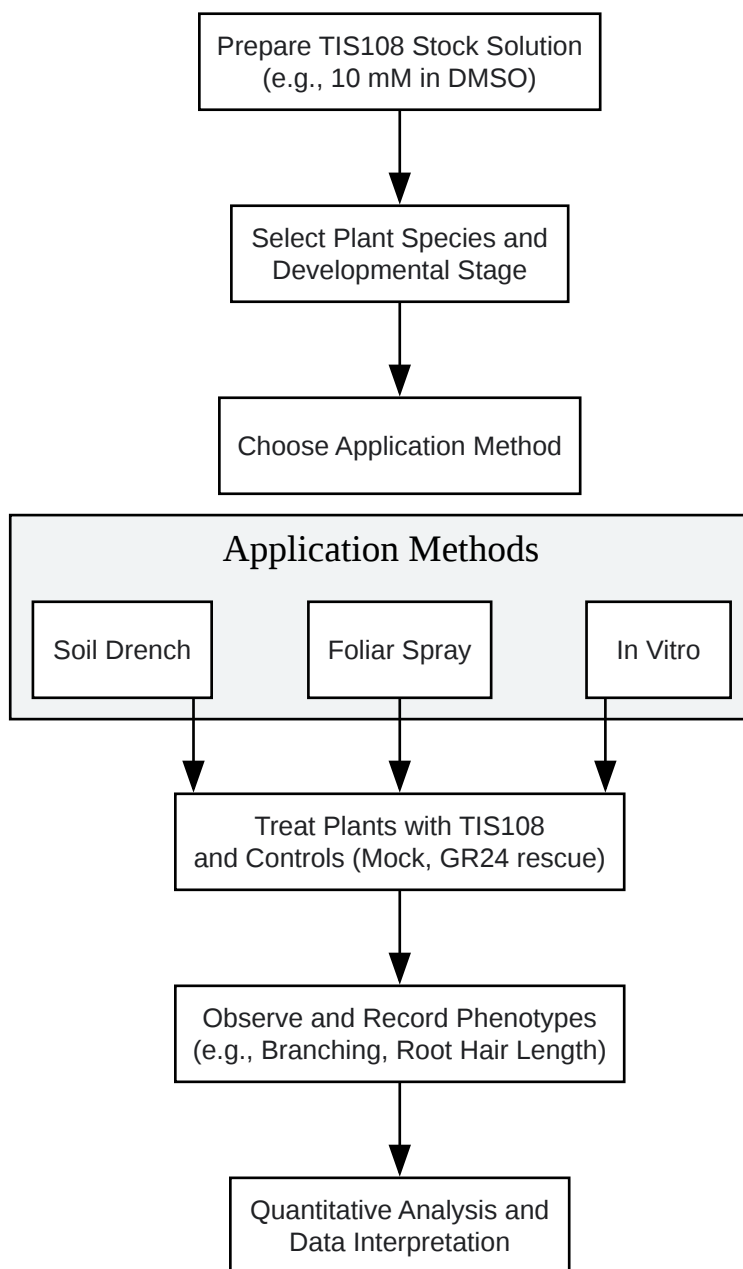 Prepare TIS108 Stock Solution
(e.g., 10 mM in DMSO)
Select Plant Species and
Developmental Stage
Choose Application Method
Application Methods
Soil Drench
Foliar Spray
In Vitro
Treat Plants with TIS108
and Controls (Mock, GR24 rescue)
Observe and Record Phenotypes
(e.g., Branching, Root Hair Length)
Quantitative Analysis and
Data Interpretation